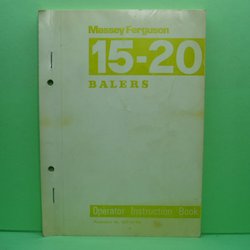 Massey Ferguson
15-20
BALERS
Operator Instruction Book